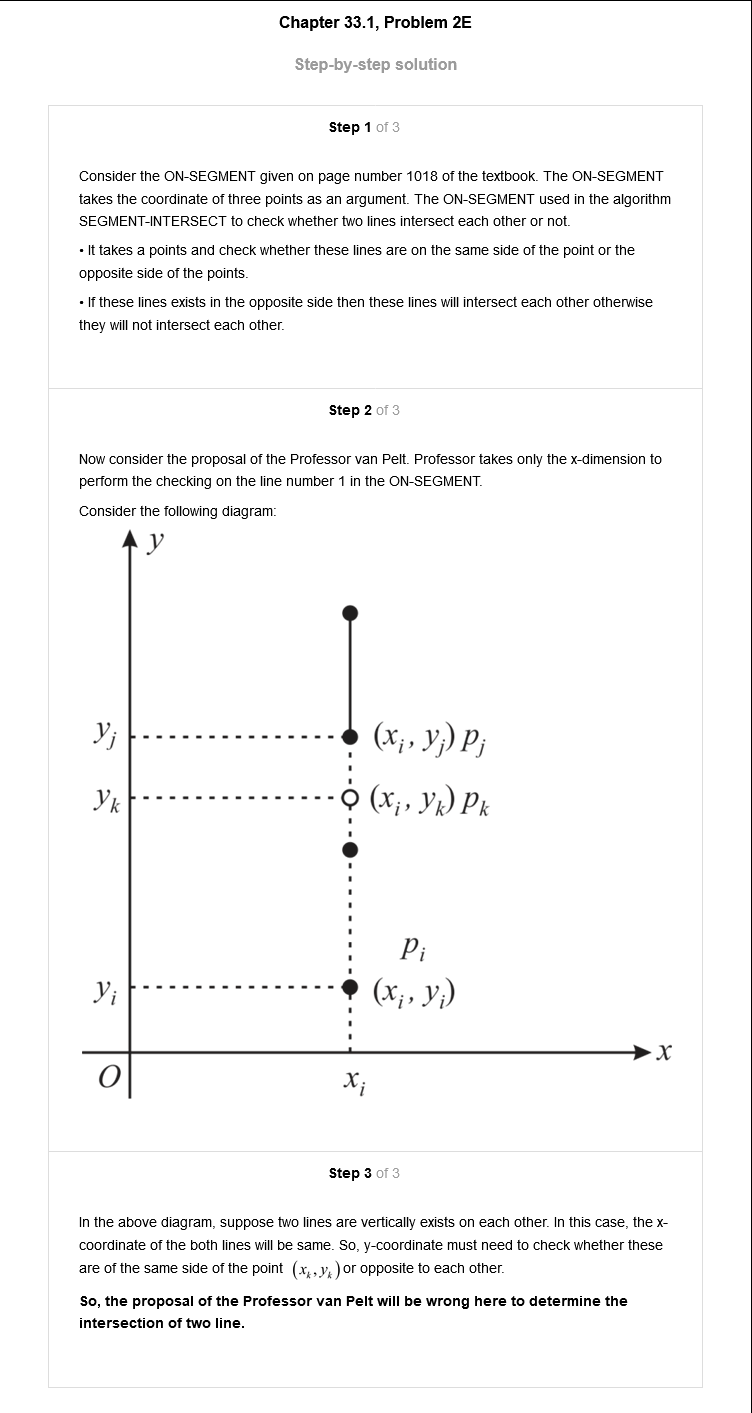 Chapter 33.1, Problem 2E
Step-by-step solution
Step 1 of 3
Consider the ON-SEGMENT given on page number 1018 of the textbook. The ON-SEGMENT
takes the coordinate of three points as an argument. The ON-SEGMENT used in the algorithm
SEGMENT-INTERSECT to check whether two lines intersect each other or not.
• It takes a points and check whether these lines are on the same side of the point or the
opposite side of the points.
• If these lines exists in the opposite side then these lines will intersect each other otherwise
they will not intersect each other.
Step 2 of 3
Now consider the proposal of the Professor van Pelt. Professor takes only the x-dimension to
perform the checking on the line number 1 in the ON-SEGMENT.
Consider the following diagram:
y
y_j (x_i, y_j) p_j
y_k (x_i, y_k) p_k
p_i
y_i (x_i, y_i)
x
O x_i
Step 3 of 3
In the above diagram, suppose two lines are vertically exists on each other. In this case, the x-
coordinate of the both lines will be same. So, y-coordinate must need to check whether these
are of the same side of the point (x_k, y_k) or opposite to each other.
So, the proposal of the Professor van Pelt will be wrong here to determine the
intersection of two line.